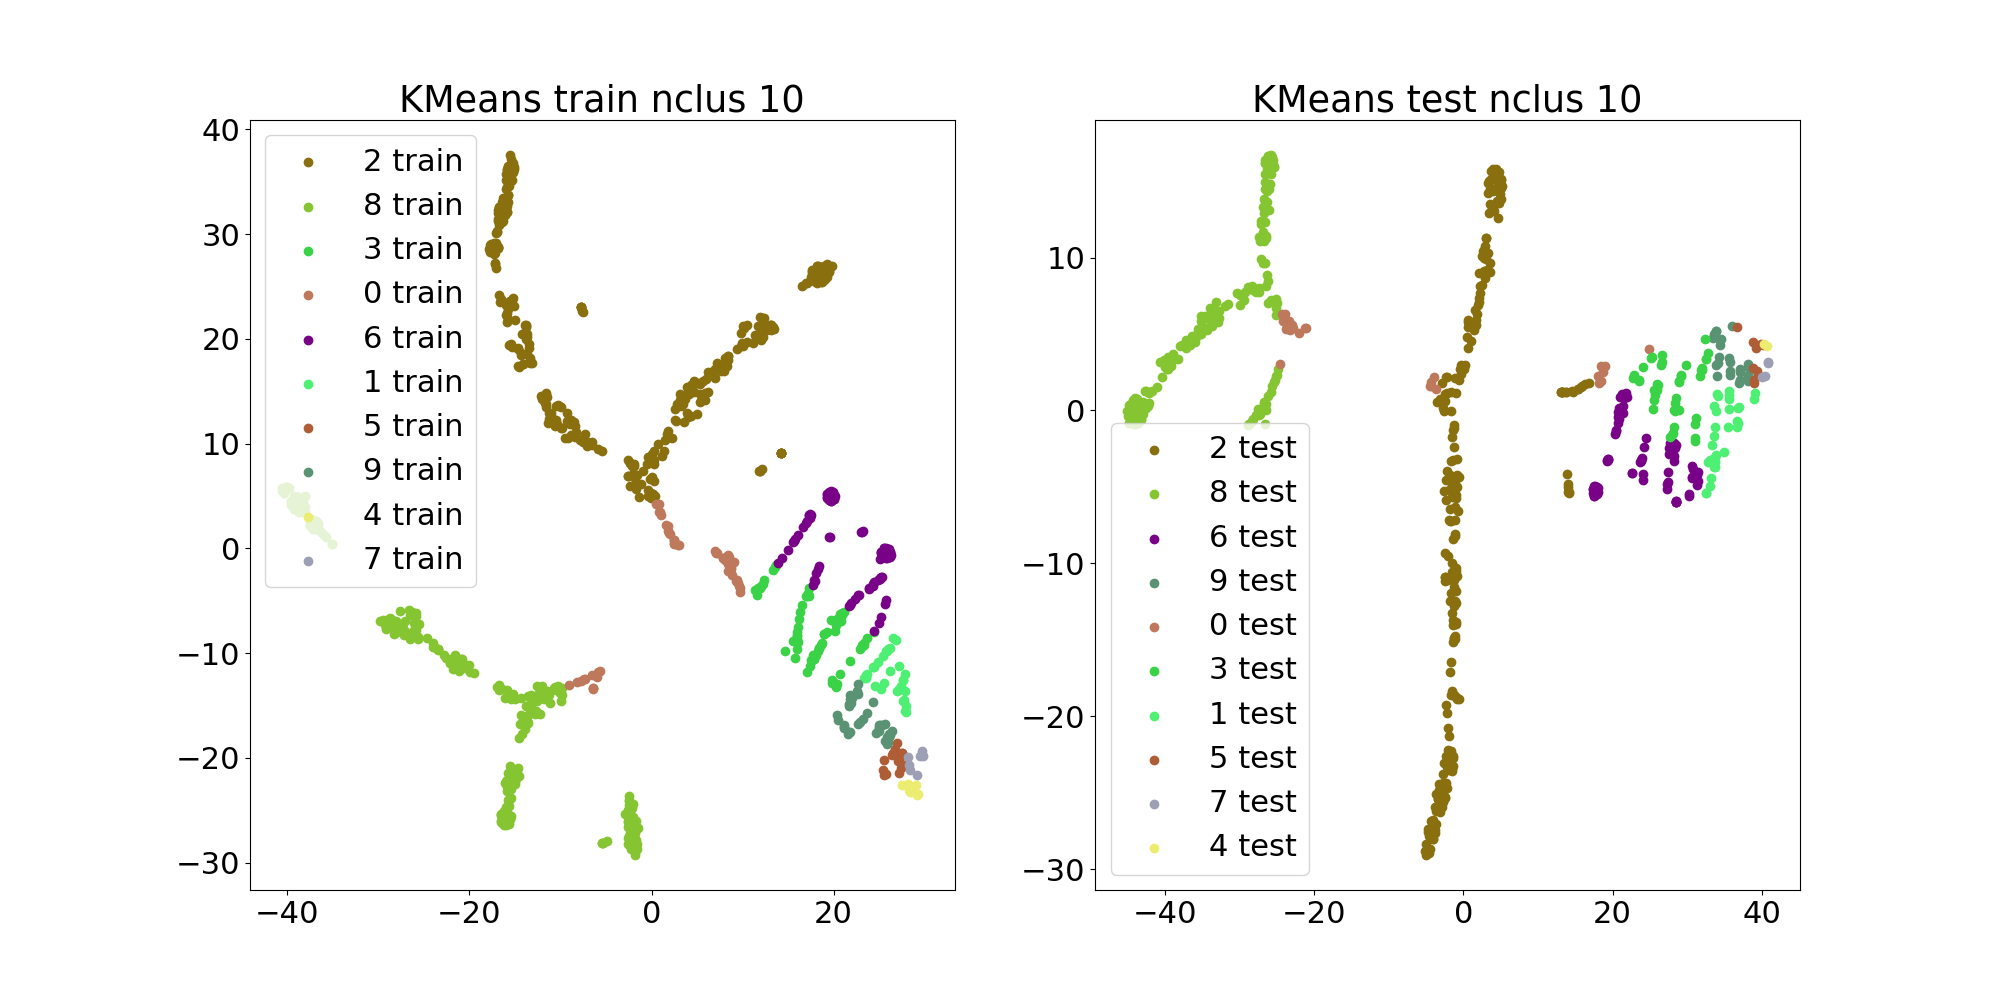 KMeans train nclus 10
40
30
20
10
0
−10
−20
−30
−40
−20
0
20
2 train
8 train
3 train
0 train
6 train
1 train
5 train
9 train
4 train
7 train
KMeans test nclus 10
10
0
−10
−20
−30
−40
−20
0
20
40
2 test
8 test
6 test
9 test
0 test
3 test
1 test
5 test
7 test
4 test